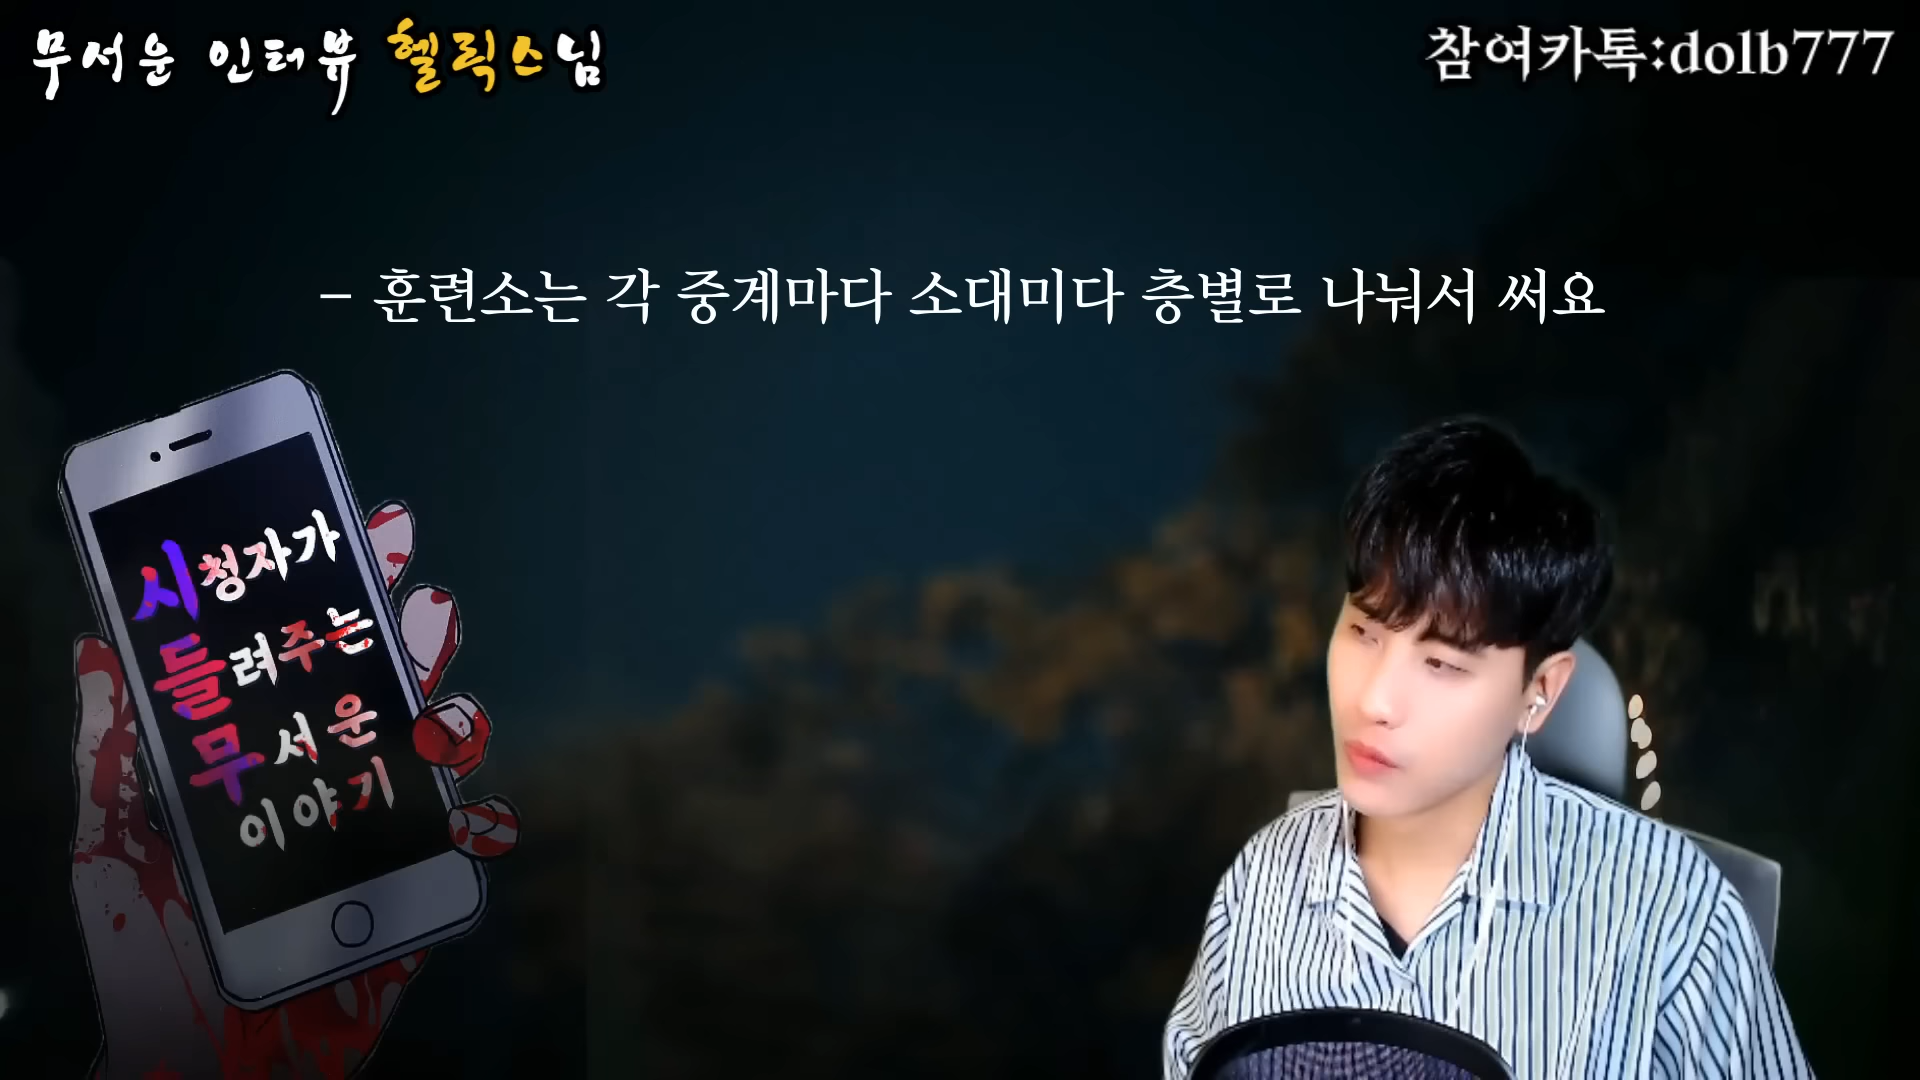 무서운 인터뷰 헬릭스님
참여카톡:dolb777
- 훈련소는 각 중계마다 소대미다 층별로 나눠서 써요
시청자가
들려주는
무서운
이야기